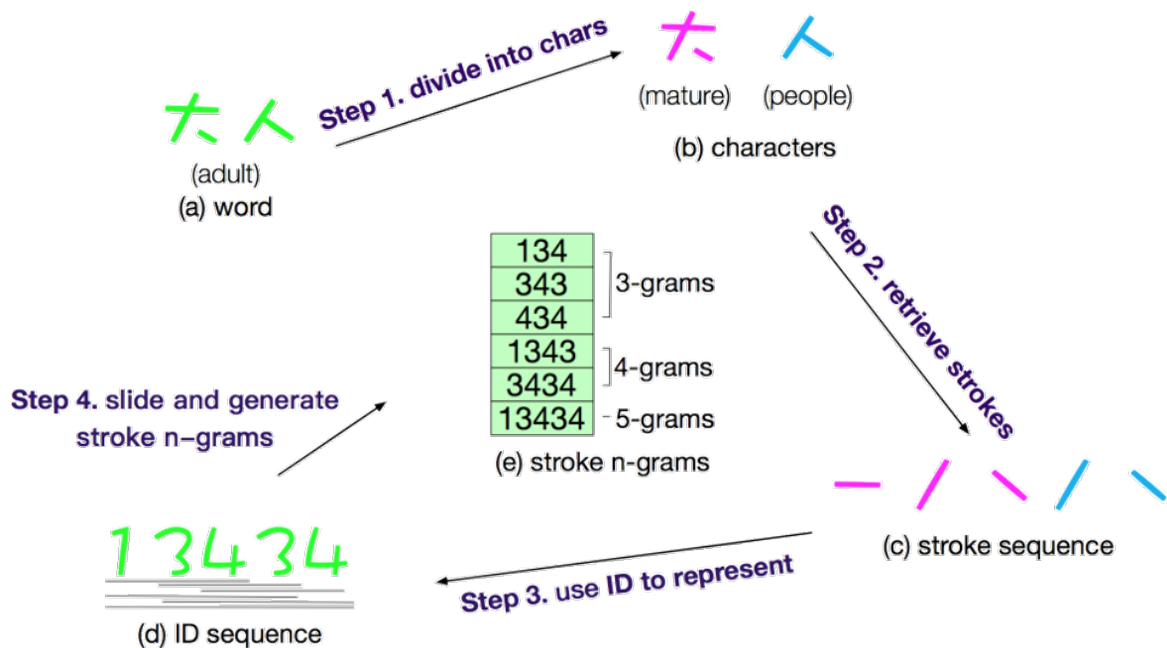 大人
(adult)
(a) word
Step 1. divide into chars
大 人
(mature) (people)
(b) characters
Step 2. retrieve strokes
(c) stroke sequence
Step 3. use ID to represent
13434
(d) ID sequence
Step 4. slide and generate
stroke n-grams
134
343
434
1343
3434
13434
3-grams
4-grams
5-grams
(e) stroke n-grams